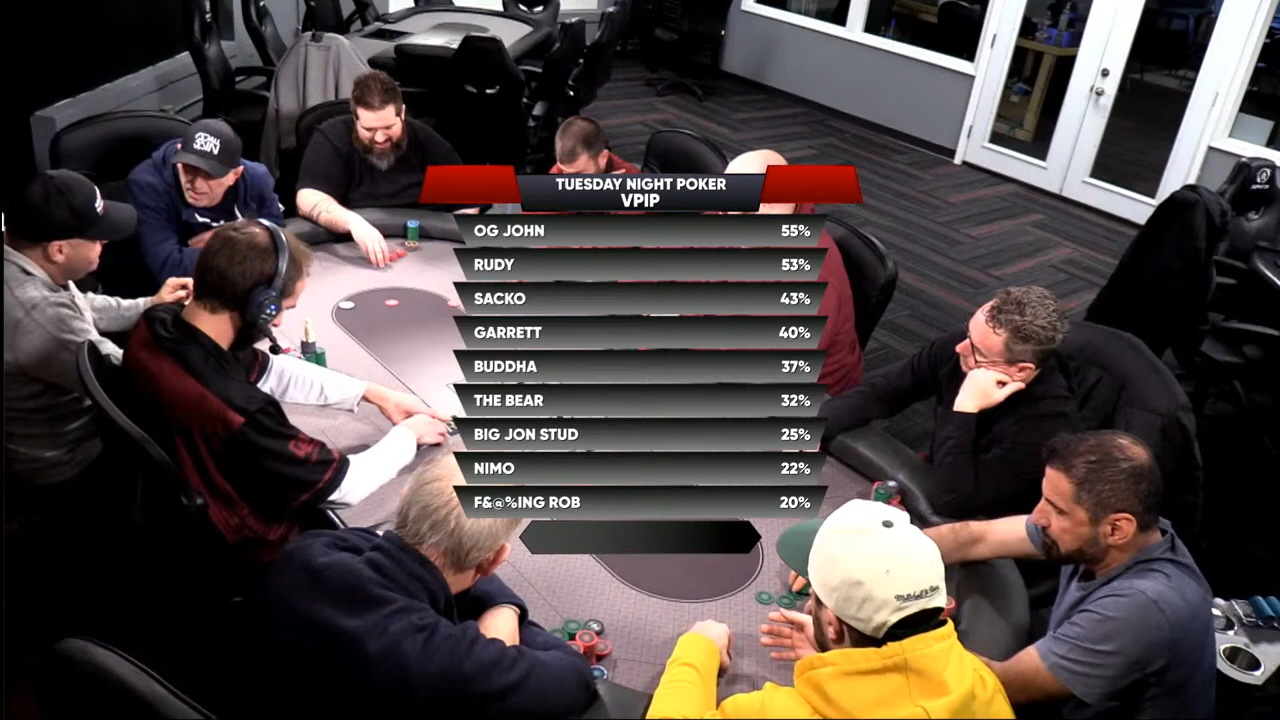 TUESDAY NIGHT POKER
VPIP
OG JOHN 55%
RUDY 53%
SACKO 43%
GARRETT 40%
BUDDHA 37%
THE BEAR 32%
BIG JON STUD 25%
NIMO 22%
F&@%ING ROB 20%